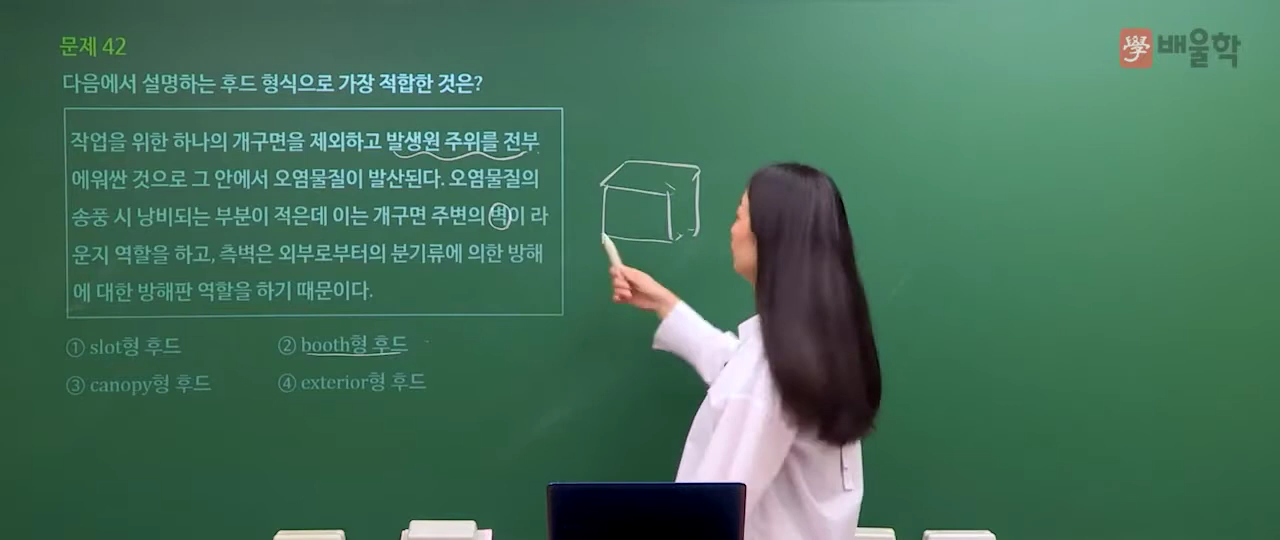 문제 42
學 배울학
다음에서 설명하는 후드 형식으로 가장 적합한 것은?
작업을 위한 하나의 개구면을 제외하고 발생원 주위를 전부
에워싼 것으로 그 안에서 오염물질이 발산된다. 오염물질의
송풍 시 낭비되는 부분이 적은데 이는 개구면 주변의 벽이 라
운지 역할을 하고, 측벽은 외부로부터의 분기류에 의한 방해
에 대한 방해판 역할을 하기 때문이다.
① slot형 후드 ② booth형 후드
③ canopy형 후드 ④ exterior형 후드